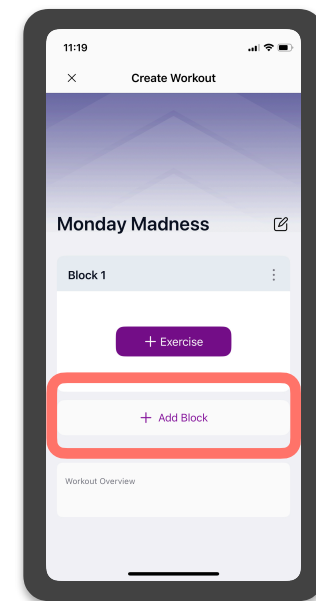 11:19
Create Workout
Monday Madness
Block 1
+ Exercise
+ Add Block
Workout Overview